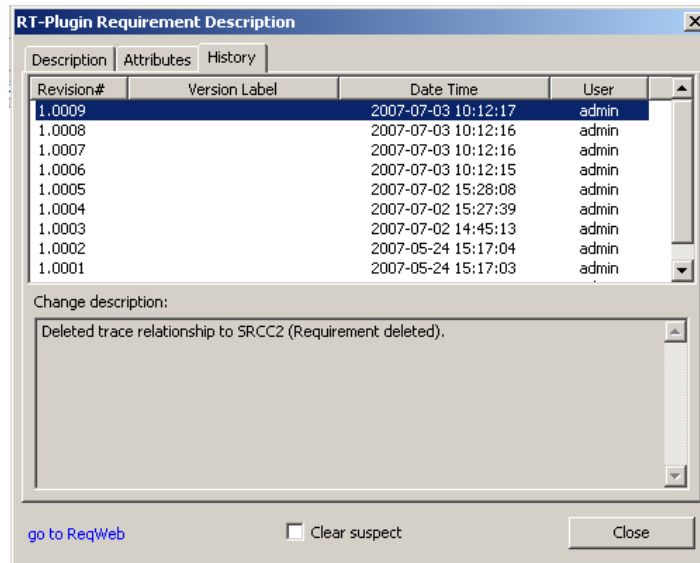 RT-Plugin Requirement Description
Description Attributes History
Revision# Version Label Date Time User
1.0009 2007-07-03 10:12:17 admin
1.0008 2007-07-03 10:12:16 admin
1.0007 2007-07-03 10:12:16 admin
1.0006 2007-07-03 10:12:15 admin
1.0005 2007-07-02 15:28:08 admin
1.0004 2007-07-02 15:27:39 admin
1.0003 2007-07-02 14:45:13 admin
1.0002 2007-05-24 15:17:04 admin
1.0001 2007-05-24 15:17:03 admin
Change description:
Deleted trace relationship to SRCC2 (Requirement deleted).
go to ReqWeb Clear suspect Close